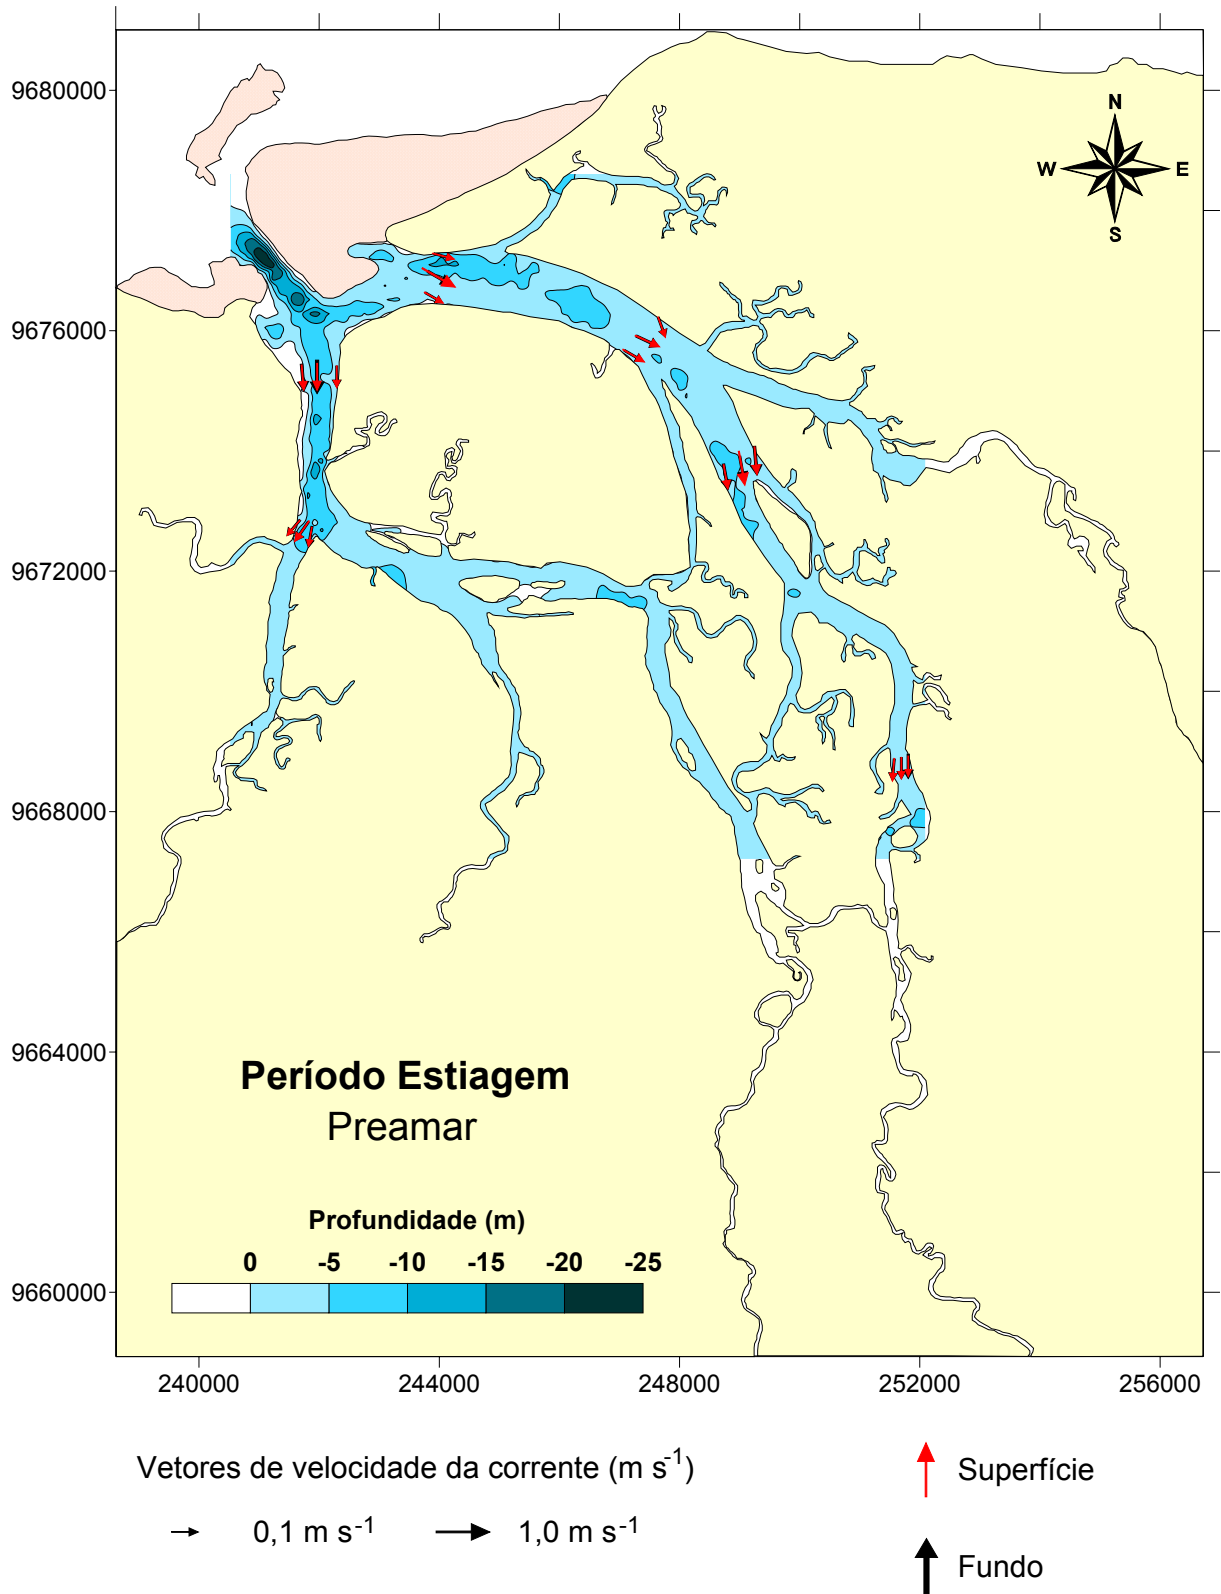 9680000
N
W E
S
9676000
9672000
9668000
9664000
Período Estiagem
Preamar
Profundidade (m)
0 -5 -10 -15 -20 -25
9660000
240000 244000 248000 252000 256000
Vetores de velocidade da corrente (m s⁻¹)
Superfície
0,1 m s⁻¹ 1,0 m s⁻¹
Fundo